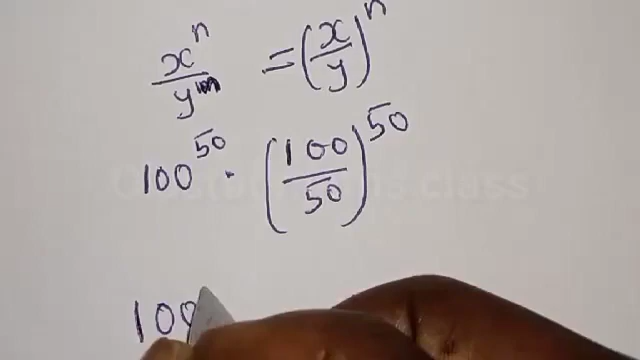 x^n / y^n = (x/y)^n
100^50 · (100/50)^50
100